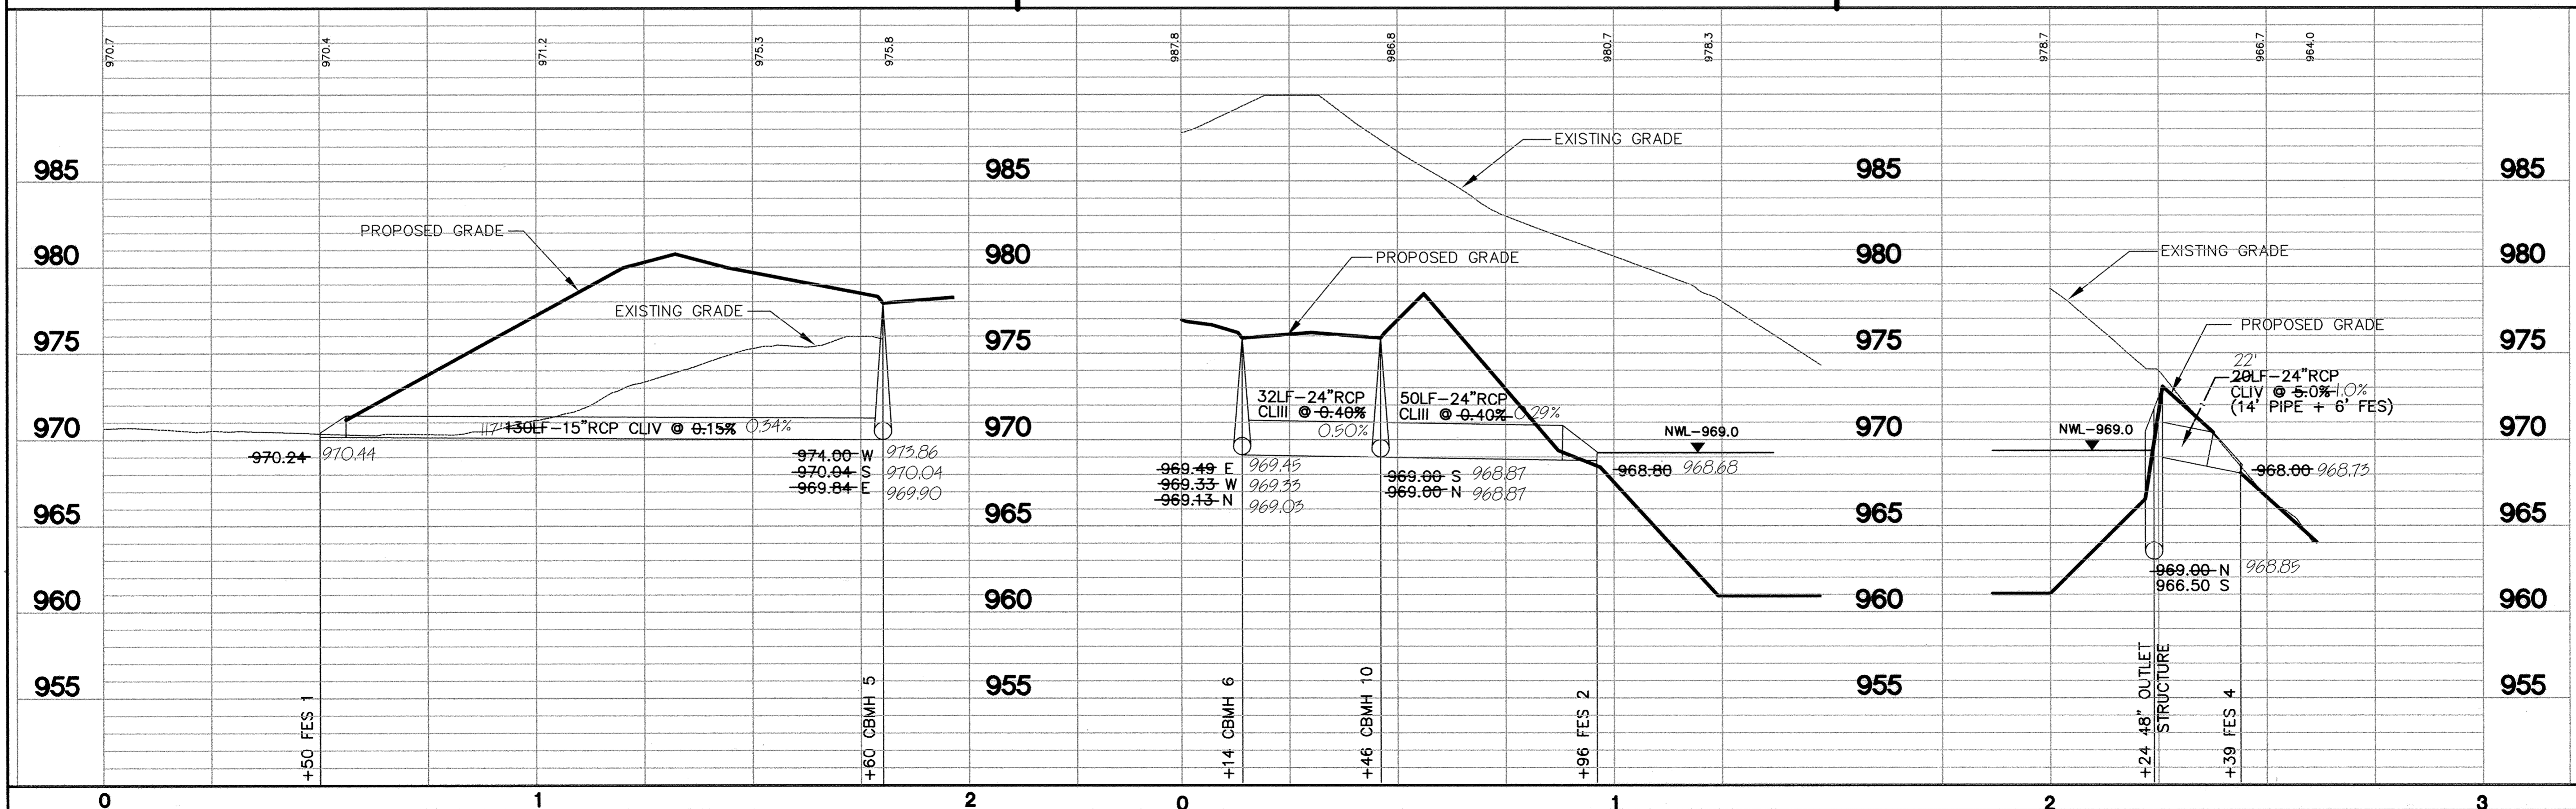 970.7
970.4
971.2
975.3
975.8
987.8
986.8
980.7
978.3
978.7
966.7
964.0
985
980
975
970
965
960
955
PROPOSED GRADE
EXISTING GRADE
117' 130LF-15"RCP CLIV @ 0.15% 0.34%
970.24 970.44
974.00 W 973.86
970.04 S 970.04
969.84 E 969.90
+50 FES 1
+60 CBMH 5
985
980
975
970
965
960
955
EXISTING GRADE
PROPOSED GRADE
32LF-24"RCP
CLIII @ 0.40%
0.50%
50LF-24"RCP
CLIII @ 0.40% 0.29%
NWL-969.0
969.49 E 969.45
969.33 W 969.33
969.13 N 969.03
969.00 S 968.87
969.00 N 968.87
968.80 968.68
+14 CBMH 6
+46 CBMH 10
+96 FES 2
985
980
975
970
965
960
955
EXISTING GRADE
PROPOSED GRADE
22'
20LF-24"RCP
CLIV @ 5.0% 1.0%
(14' PIPE + 6' FES)
NWL-969.0
968.00 968.73
969.00 N 968.85
966.50 S
+24 48" OUTLET
STRUCTURE
+39 FES 4
985
980
975
970
965
960
955
0
1
2
0
1
2
3